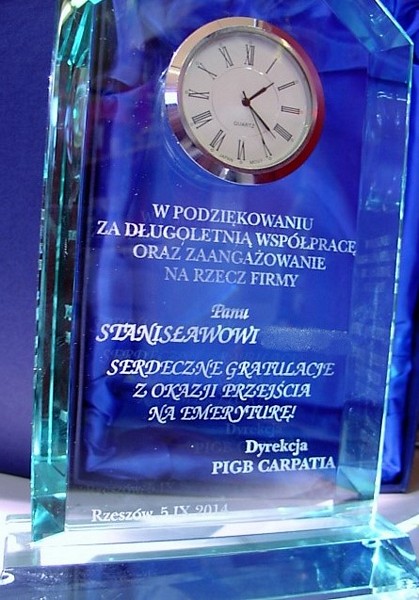 QUARTZ
W PODZIĘKOWANIU
ZA DŁUGOLETNIĄ WSPÓŁPRACĘ
ORAZ ZAANGAŻOWANIE
NA RZECZ FIRMY
Panu
STANISŁAWOWI
SERDECZNE GRATULACJE
Z OKAZJI PRZEJŚCIA
NA EMERYTURĘ!
Dyrekcja
PIGB CARPATIA
Rzeszów, 5.IX.2014